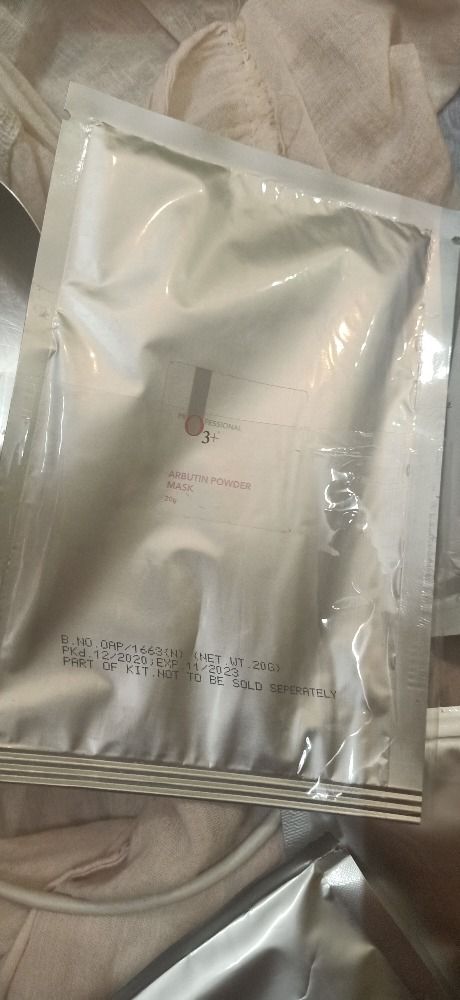 PROFESSIONAL
O3+
ARBUTIN POWDER
MASK
20g
B.NO.OAP/1663(N) (NET WT.20G)
PKd.12/2020;EXP.11/2023
PART OF KIT.NOT TO BE SOLD SEPERATELY